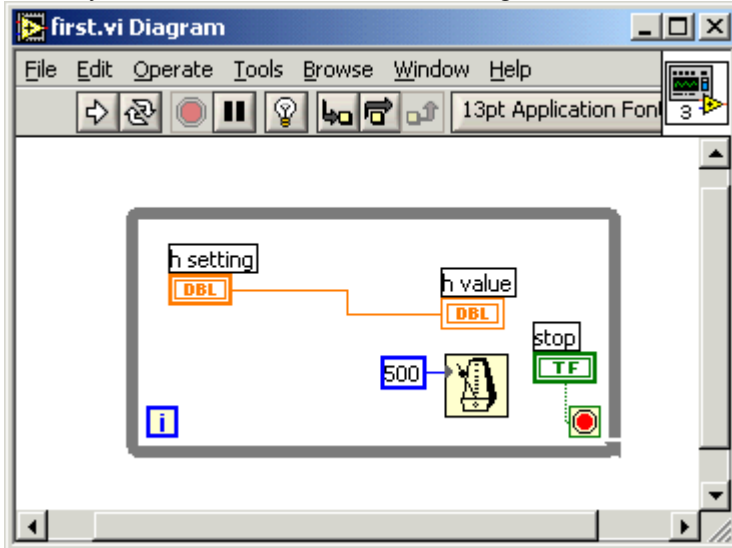 first.vi Diagram
File Edit Operate Tools Browse Window Help
13pt Application Font
3
h setting
DBL
h value
DBL
stop
500
TF
i